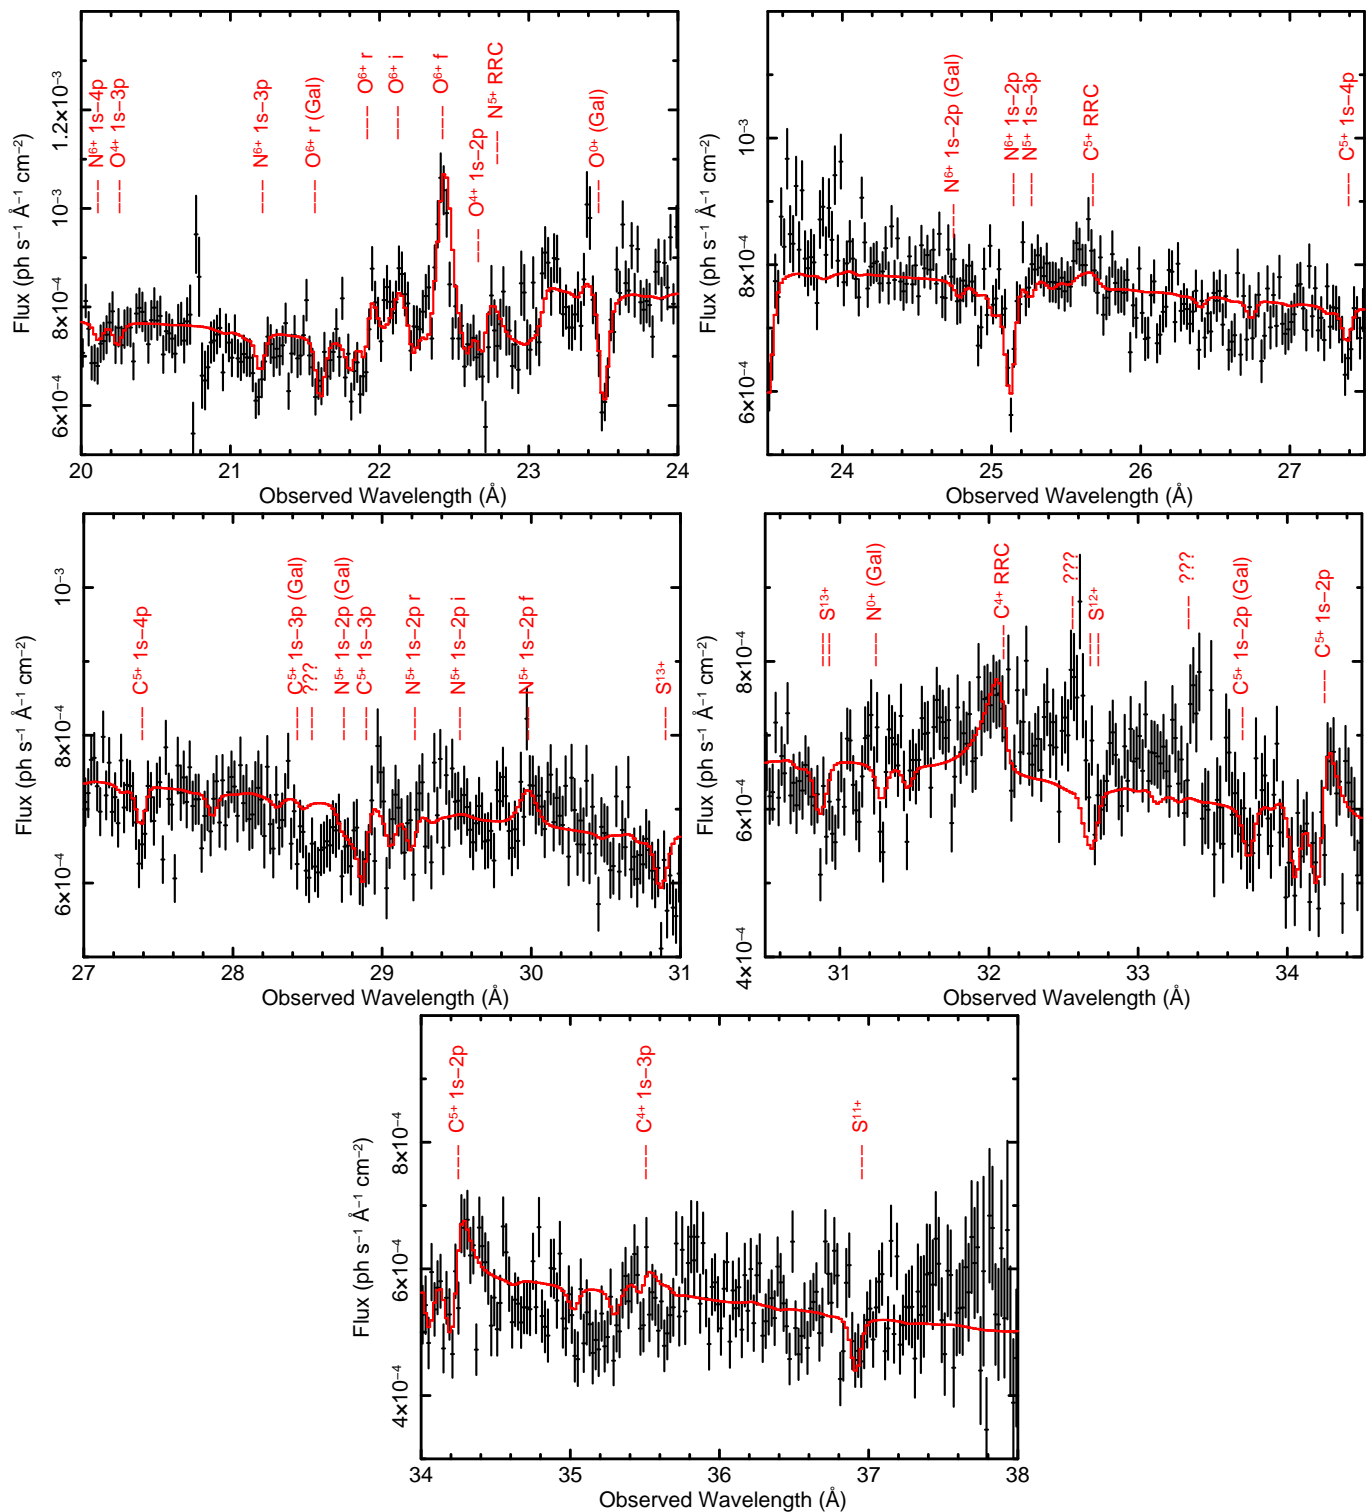 Flux (ph s⁻¹ Å⁻¹ cm⁻²)
6×10⁻⁴
8×10⁻⁴
10⁻³
1.2×10⁻³
N⁶⁺ 1s−4p
O⁴⁺ 1s−3p
N⁶⁺ 1s−3p
O⁶⁺ r (Gal)
O⁶⁺ r
O⁶⁺ i
O⁶⁺ f
O⁴⁺ 1s−2p
N⁵⁺ RRC
O⁰⁺ (Gal)
20 21 22 23 24
Observed Wavelength (Å)
Flux (ph s⁻¹ Å⁻¹ cm⁻²)
6×10⁻⁴
8×10⁻⁴
10⁻³
N⁶⁺ 1s−2p (Gal)
N⁶⁺ 1s−2p
N⁵⁺ 1s−3p
C⁵⁺ RRC
C⁵⁺ 1s−4p
24 25 26 27
Observed Wavelength (Å)
Flux (ph s⁻¹ Å⁻¹ cm⁻²)
6×10⁻⁴
8×10⁻⁴
10⁻³
C⁵⁺ 1s−4p
C⁵⁺ 1s−3p (Gal)
???
N⁵⁺ 1s−2p (Gal)
C⁵⁺ 1s−3p
N⁵⁺ 1s−2p r
N⁵⁺ 1s−2p i
N⁵⁺ 1s−2p f
S¹³⁺
27 28 29 30 31
Observed Wavelength (Å)
Flux (ph s⁻¹ Å⁻¹ cm⁻²)
4×10⁻⁴
6×10⁻⁴
8×10⁻⁴
S¹³⁺
N⁰⁺ (Gal)
C⁴⁺ RRC
???
S¹²⁺
???
C⁵⁺ 1s−2p (Gal)
C⁵⁺ 1s−2p
31 32 33 34
Observed Wavelength (Å)
Flux (ph s⁻¹ Å⁻¹ cm⁻²)
4×10⁻⁴
6×10⁻⁴
8×10⁻⁴
C⁵⁺ 1s−2p
C⁴⁺ 1s−3p
S¹¹⁺
34 35 36 37 38
Observed Wavelength (Å)